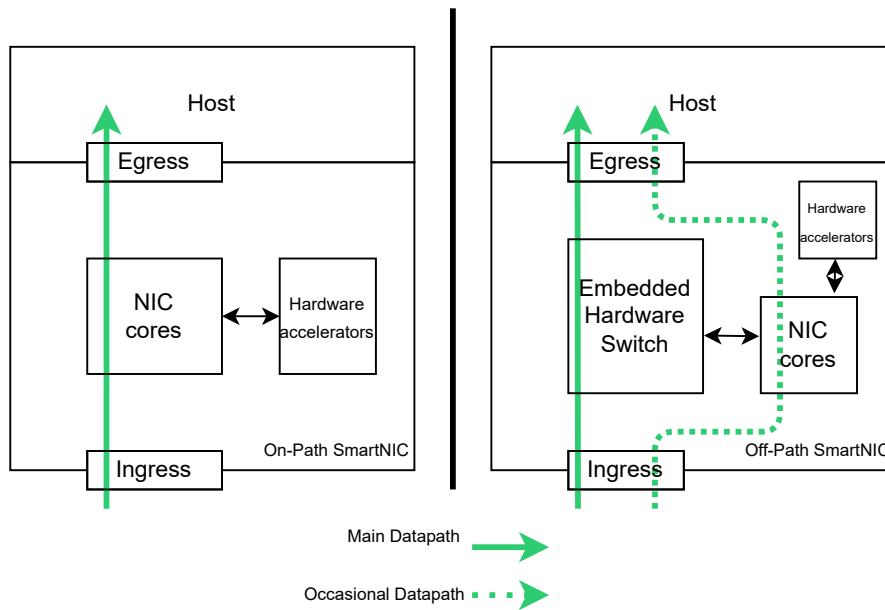 Host
Egress
NIC
cores
Hardware
accelerators
On-Path SmartNIC
Ingress
Host
Egress
Hardware
accelerators
Embedded
Hardware
Switch
NIC
cores
Off-Path SmartNIC
Ingress
Main Datapath
Occasional Datapath